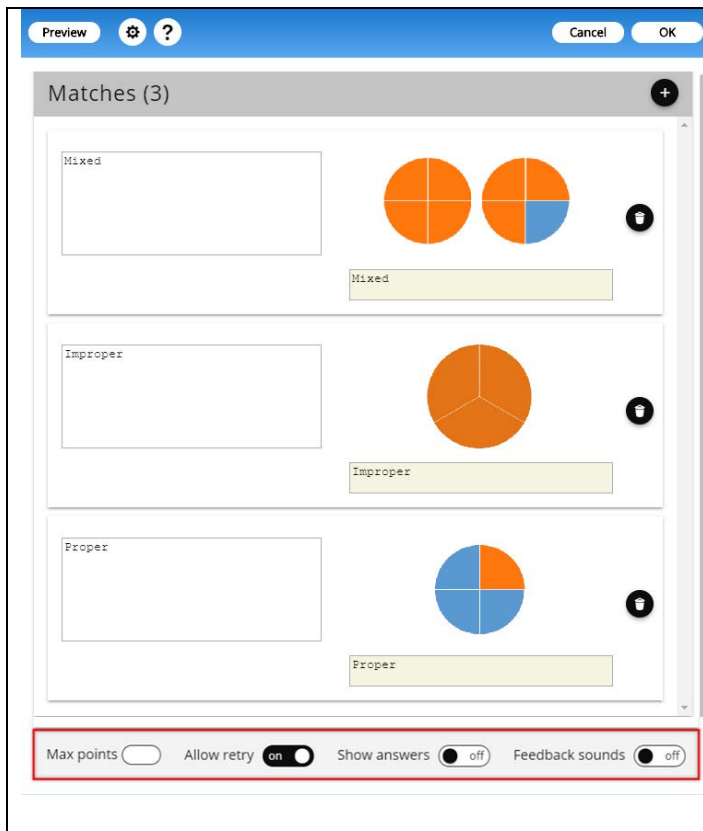 Preview ? Cancel OK
Matches (3) +
Mixed
Mixed
Improper
Improper
Proper
Proper
Max points Allow retry on Show answers off Feedback sounds off